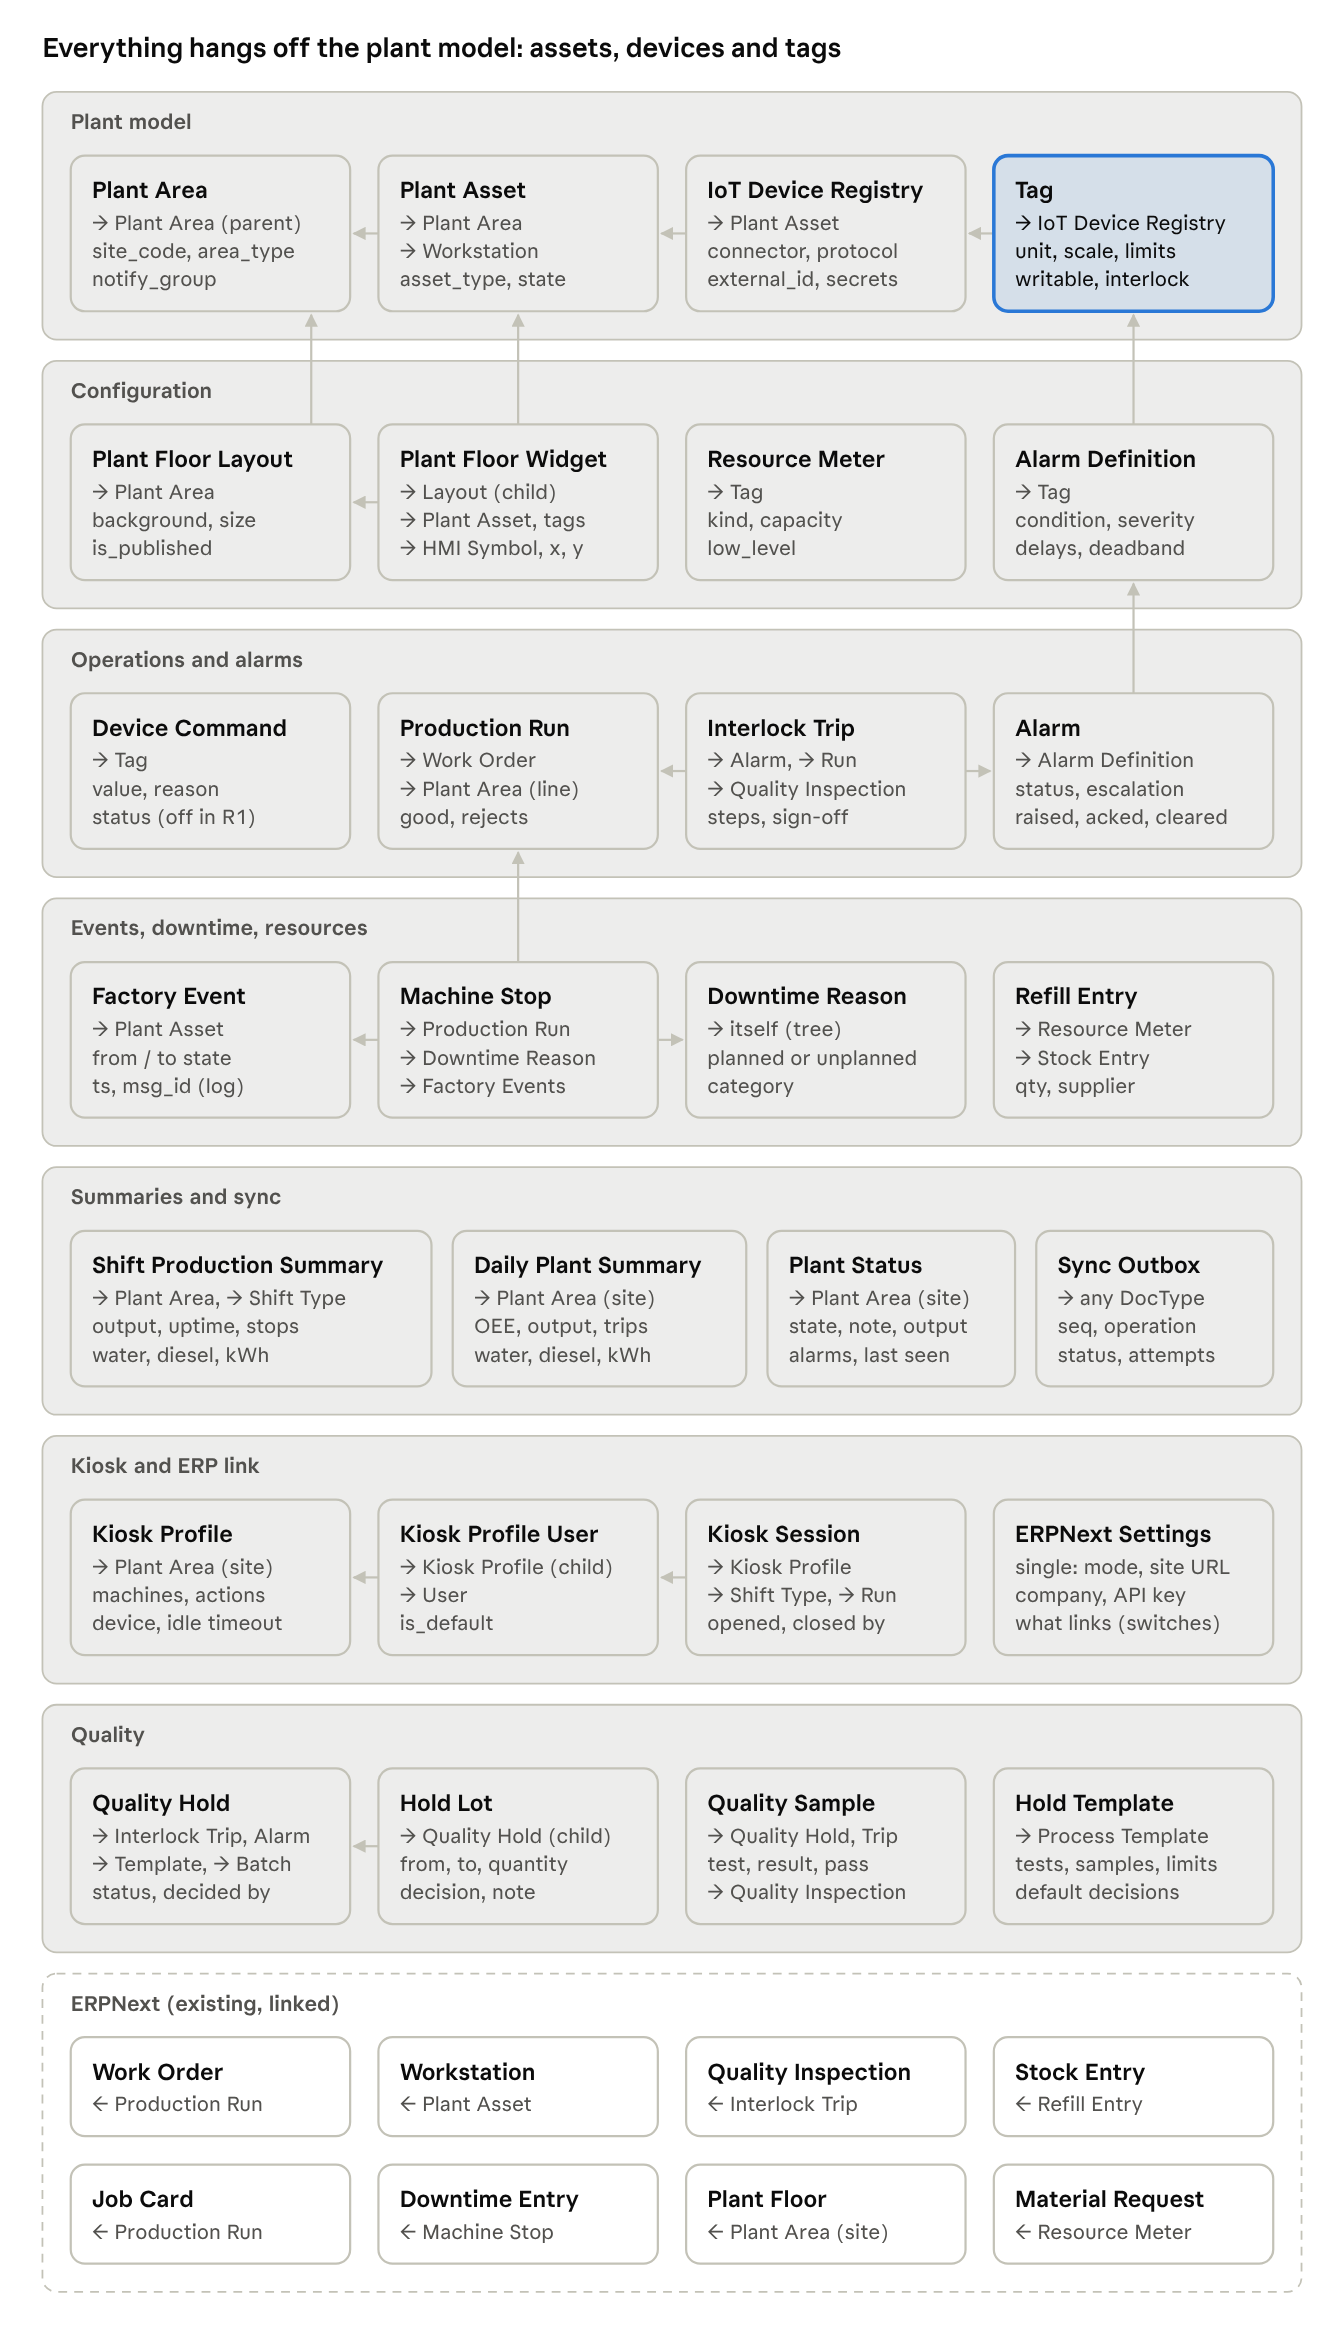 Everything hangs off the plant model: assets, devices and tags
Plant model
Plant Area
→ Plant Area (parent)
site_code, area_type
notify_group
Plant Asset
→ Plant Area
→ Workstation
asset_type, state
IoT Device Registry
→ Plant Asset
connector, protocol
external_id, secrets
Tag
→ IoT Device Registry
unit, scale, limits
writable, interlock
Configuration
Plant Floor Layout
→ Plant Area
background, size
is_published
Plant Floor Widget
→ Layout (child)
→ Plant Asset, tags
→ HMI Symbol, x, y
Resource Meter
→ Tag
kind, capacity
low_level
Alarm Definition
→ Tag
condition, severity
delays, deadband
Operations and alarms
Device Command
→ Tag
value, reason
status (off in R1)
Production Run
→ Work Order
→ Plant Area (line)
good, rejects
Interlock Trip
→ Alarm, → Run
→ Quality Inspection
steps, sign-off
Alarm
→ Alarm Definition
status, escalation
raised, acked, cleared
Events, downtime, resources
Factory Event
→ Plant Asset
from / to state
ts, msg_id (log)
Machine Stop
→ Production Run
→ Downtime Reason
→ Factory Events
Downtime Reason
→ itself (tree)
planned or unplanned
category
Refill Entry
→ Resource Meter
→ Stock Entry
qty, supplier
Summaries and sync
Shift Production Summary
→ Plant Area, → Shift Type
output, uptime, stops
water, diesel, kWh
Daily Plant Summary
→ Plant Area (site)
OEE, output, trips
water, diesel, kWh
Plant Status
→ Plant Area (site)
state, note, output
alarms, last seen
Sync Outbox
→ any DocType
seq, operation
status, attempts
Kiosk and ERP link
Kiosk Profile
→ Plant Area (site)
machines, actions
device, idle timeout
Kiosk Profile User
→ Kiosk Profile (child)
→ User
is_default
Kiosk Session
→ Kiosk Profile
→ Shift Type, → Run
opened, closed by
ERPNext Settings
single: mode, site URL
company, API key
what links (switches)
Quality
Quality Hold
→ Interlock Trip, Alarm
→ Template, → Batch
status, decided by
Hold Lot
→ Quality Hold (child)
from, to, quantity
decision, note
Quality Sample
→ Quality Hold, Trip
test, result, pass
→ Quality Inspection
Hold Template
→ Process Template
tests, samples, limits
default decisions
ERPNext (existing, linked)
Work Order
← Production Run
Workstation
← Plant Asset
Quality Inspection
← Interlock Trip
Stock Entry
← Refill Entry
Job Card
← Production Run
Downtime Entry
← Machine Stop
Plant Floor
← Plant Area (site)
Material Request
← Resource Meter